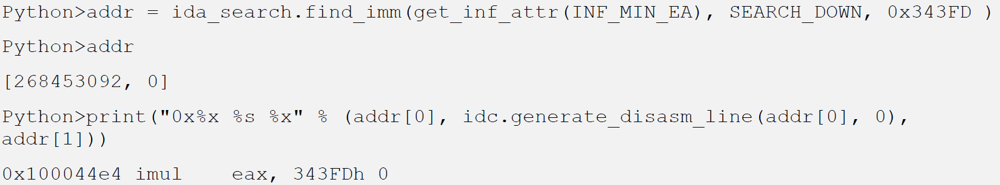 Python>addr = ida_search.find_imm(get_inf_attr(INF_MIN_EA), SEARCH_DOWN, 0x343FD )
Python>addr
[268453092, 0]
Python>print("0x%x %s %x" % (addr[0], idc.generate_disasm_line(addr[0], 0),
addr[1]))
0x100044e4 imul    eax, 343FDh 0